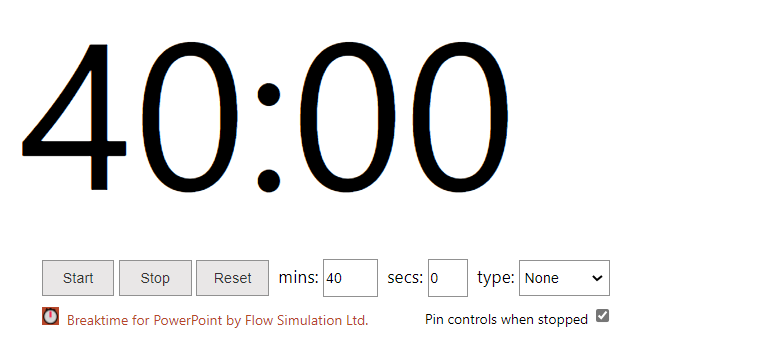 40:00
Start Stop Reset mins: 40 secs: 0 type: None
Breaktime for PowerPoint by Flow Simulation Ltd. Pin controls when stopped